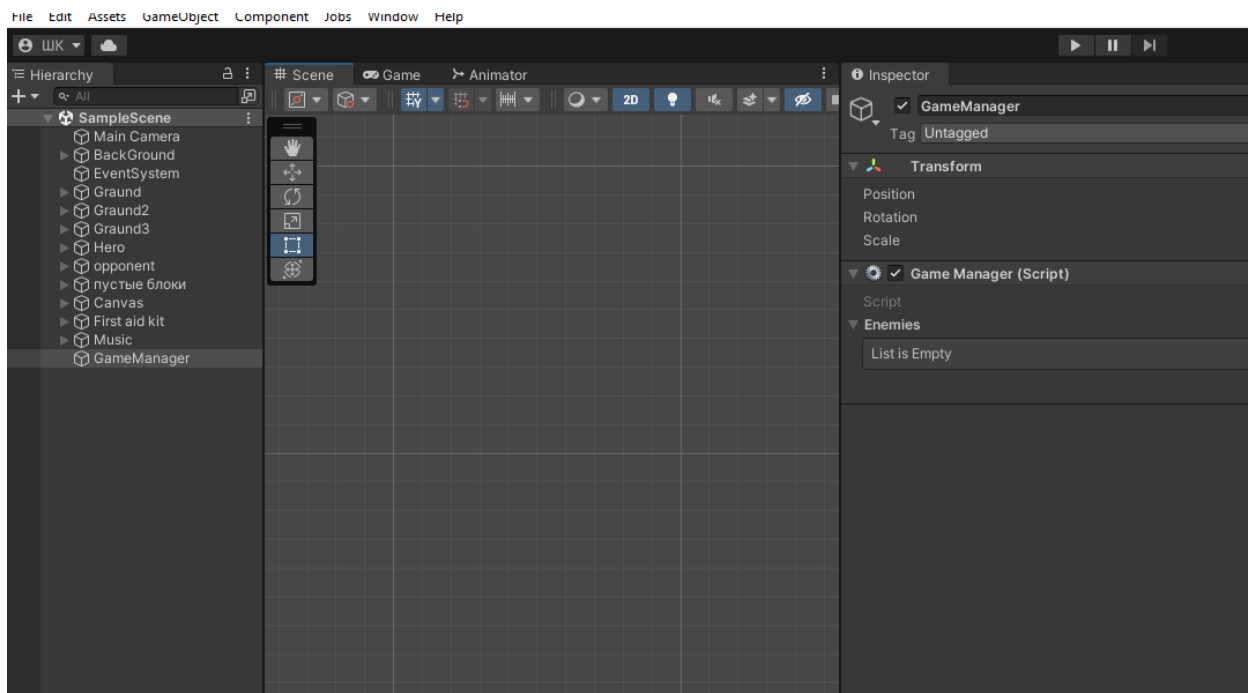 File Edit Assets GameObject Component Jobs Window Help
ШК
Hierarchy
All
SampleScene
Main Camera
BackGround
EventSystem
Graund
Graund2
Graund3
Hero
opponent
пустые блоки
Canvas
First aid kit
Music
GameManager
Scene Game Animator
2D
Inspector
GameManager
Tag Untagged
Transform
Position
Rotation
Scale
Game Manager (Script)
Script
Enemies
List is Empty